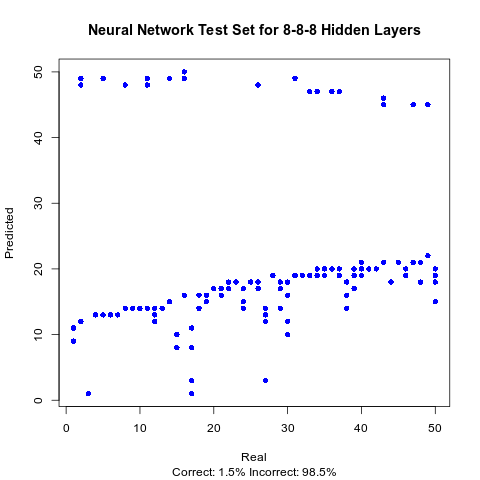 Neural Network Test Set for 8-8-8 Hidden Layers
50
40
30
20
10
0
Predicted
0 10 20 30 40 50
Real
Correct: 1.5% Incorrect: 98.5%